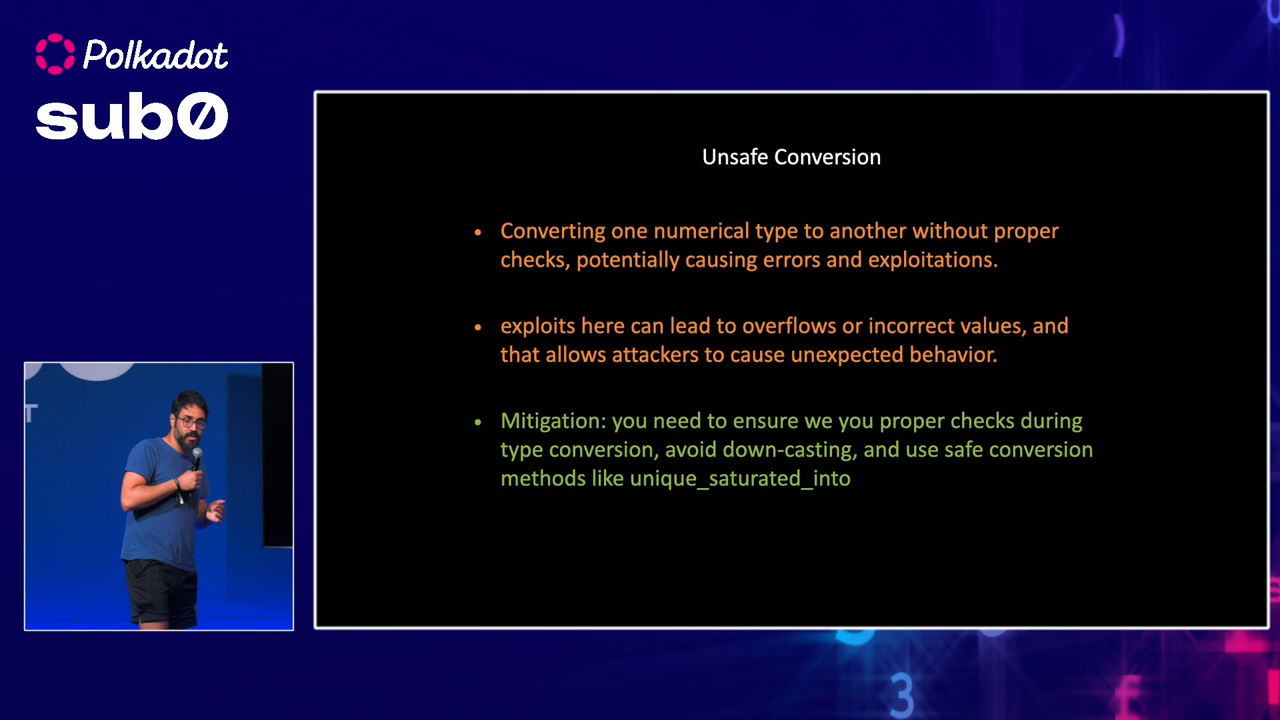 Polkadot
sub0
Unsafe Conversion
• Converting one numerical type to another without proper
checks, potentially causing errors and exploitations.
• exploits here can lead to overflows or incorrect values, and
that allows attackers to cause unexpected behavior.
• Mitigation: you need to ensure we you proper checks during
type conversion, avoid down-casting, and use safe conversion
methods like unique_saturated_into
T
3